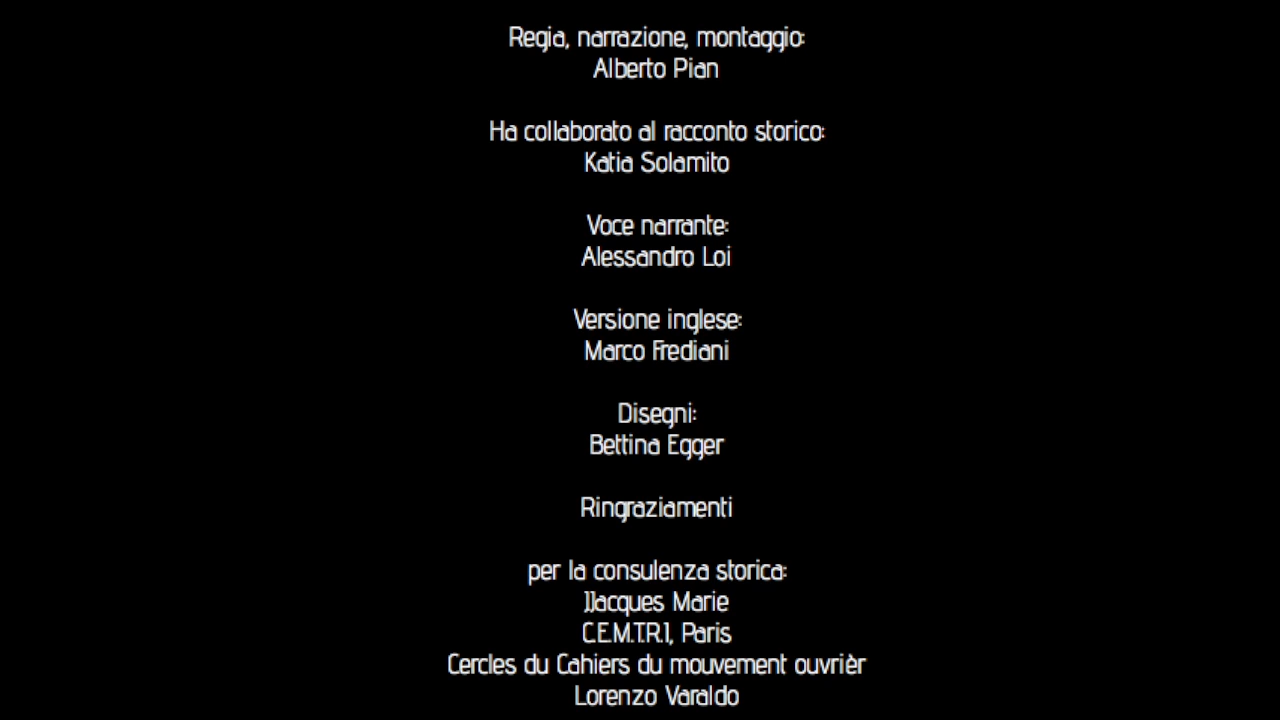 Regia, narrazione, montaggio:
Alberto Pian
Ha collaborato al racconto storico:
Katia Solamito
Voce narrante:
Alessandro Loi
Versione inglese:
Marco Frediani
Disegni:
Bettina Egger
Ringraziamenti
per la consulenza storica:
JJacques Marie
C.E.M.T.R.I, Paris
Cercles du Cahiers du mouvement ouvrièr
Lorenzo Varaldo